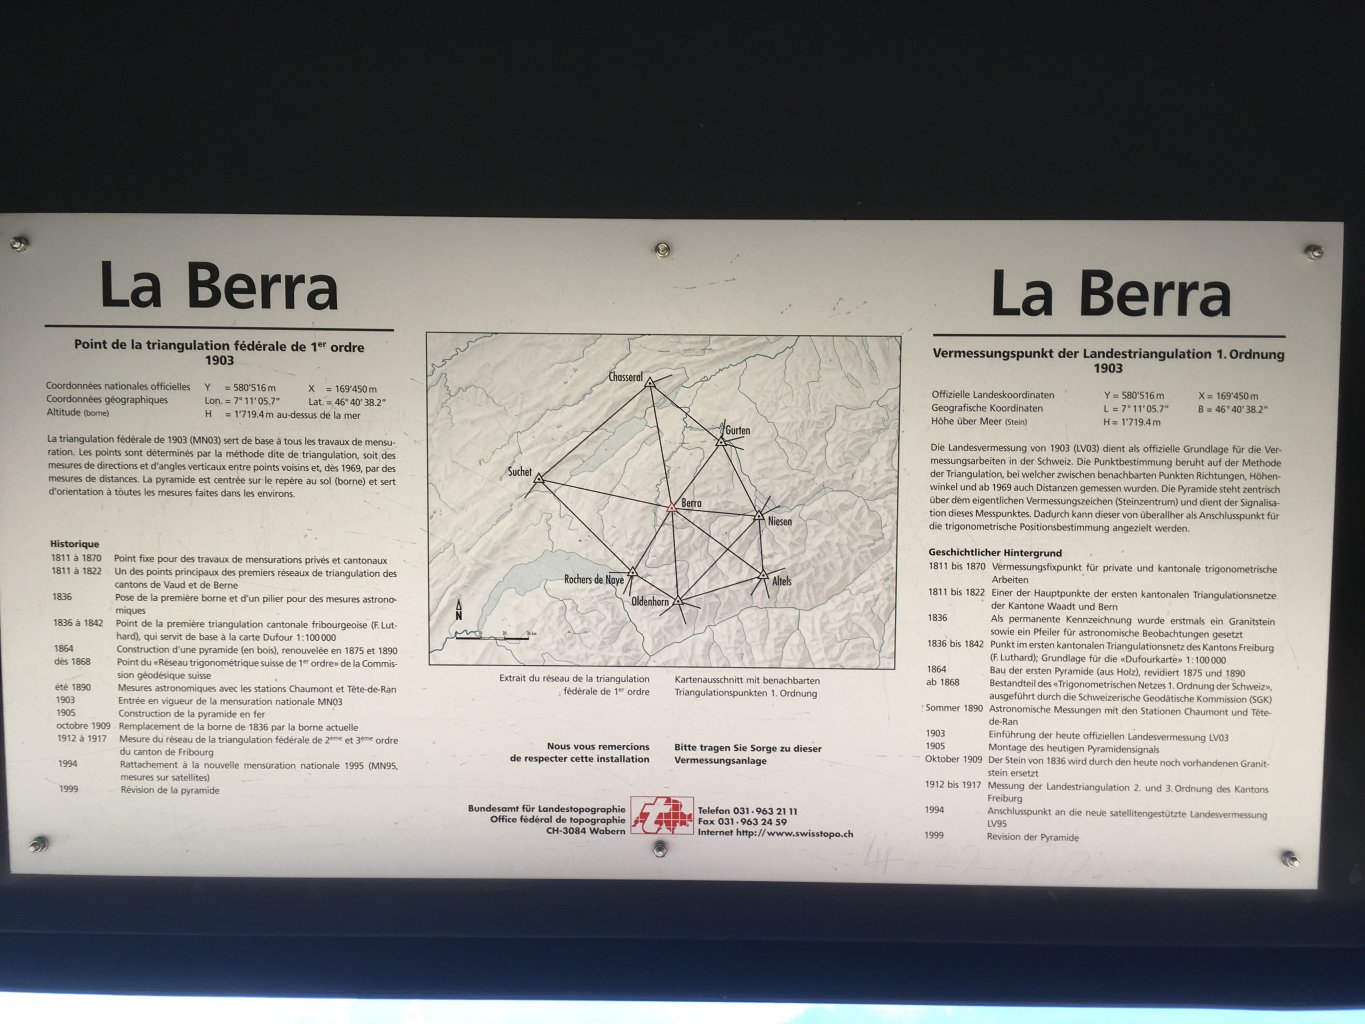 La Berra
Point de la triangulation fédérale de 1er ordre
1903
Coordonnées nationales officielles Y = 580'516 m X = 169'450 m
Coordonnées géographiques Lon. = 7° 11' 05.7" Lat. = 46° 40' 38.2"
Altitude (borne) H = 1'719.4 m au-dessus de la mer
La triangulation fédérale de 1903 (MN03) sert de base à tous les travaux de mensu-
ration. Les points sont déterminés par la méthode dite de triangulation, soit des
mesures de directions et d'angles verticaux entre points voisins et, dès 1969, par des
mesures de distances. La pyramide est centrée sur le repère au sol (borne) et sert
d'orientation à toutes les mesures faites dans les environs.
Historique
1811 à 1870 Point fixe pour des travaux de mensurations privés et cantonaux
1811 à 1822 Un des points principaux des premiers réseaux de triangulation des
cantons de Vaud et de Berne
1836 Pose de la première borne et d'un pilier pour des mesures astrono-
miques
1836 à 1842 Point de la première triangulation cantonale fribourgeoise (F. Lut-
hard), qui servit de base à la carte Dufour 1:100 000
1864 Construction d'une pyramide (en bois), renouvelée en 1875 et 1890
dès 1868 Point du «Réseau trigonométrique suisse de 1er ordre» de la Commis-
sion géodésique suisse
été 1890 Mesures astronomiques avec les stations Chaumont et Tête-de-Ran
1903 Entrée en vigueur de la mensuration nationale MN03
1905 Construction de la pyramide en fer
octobre 1909 Remplacement de la borne de 1836 par la borne actuelle
1912 à 1917 Mesure du réseau de la triangulation fédérale de 2ème et 3ème ordre
du canton de Fribourg
1994 Rattachement à la nouvelle mensuration nationale 1995 (MN95,
mesures sur satellites)
1999 Révision de la pyramide
Chasseral
Gurten
Suchet
Berra
Niesen
Rochers de Naye
Altels
Oldenhorn
N
Extrait du réseau de la triangulation
fédérale de 1er ordre
Kartenausschnitt mit benachbarten
Triangulationspunkten 1. Ordnung
Nous vous remercions
de respecter cette installation
Bitte tragen Sie Sorge zu dieser
Vermessungsanlage
Bundesamt für Landestopographie
Office fédéral de topographie
CH-3084 Wabern
Telefon 031 · 963 21 11
Fax 031 · 963 24 59
Internet http://www.swisstopo.ch
La Berra
Vermessungspunkt der Landestriangulation 1. Ordnung
1903
Offizielle Landeskoordinaten Y = 580'516 m X = 169'450 m
Geografische Koordinaten L = 7° 11' 05.7" B = 46° 40' 38.2"
Höhe über Meer (Stein) H = 1'719.4 m
Die Landesvermessung von 1903 (LV03) dient als offizielle Grundlage für die Ver-
messungsarbeiten in der Schweiz. Die Punktbestimmung beruht auf der Methode
der Triangulation, bei welcher zwischen benachbarten Punkten Richtungen, Höhen-
winkel und ab 1969 auch Distanzen gemessen wurden. Die Pyramide steht zentrisch
über dem eigentlichen Vermessungszeichen (Steinzentrum) und dient der Signalisa-
tion dieses Messpunktes. Dadurch kann dieser von überallher als Anschlusspunkt für
die trigonometrische Positionsbestimmung angezielt werden.
Geschichtlicher Hintergrund
1811 bis 1870 Vermessungsfixpunkt für private und kantonale trigonometrische
Arbeiten
1811 bis 1822 Einer der Hauptpunkte der ersten kantonalen Triangulationsnetze
der Kantone Waadt und Bern
1836 Als permanente Kennzeichnung wurde erstmals ein Granitstein
sowie ein Pfeiler für astronomische Beobachtungen gesetzt
1836 bis 1842 Punkt im ersten kantonalen Triangulationsnetz des Kantons Freiburg
(F. Luthard); Grundlage für die «Dufourkarte» 1:100 000
1864 Bau der ersten Pyramide (aus Holz), revidiert 1875 und 1890
ab 1868 Bestandteil des «Trigonometrischen Netzes 1. Ordnung der Schweiz»,
ausgeführt durch die Schweizerische Geodätische Kommission (SGK)
Sommer 1890 Astronomische Messungen mit den Stationen Chaumont und Tête-
de-Ran
1903 Einführung der heute offiziellen Landesvermessung LV03
1905 Montage des heutigen Pyramidensignals
Oktober 1909 Der Stein von 1836 wird durch den heute noch vorhandenen Granit-
stein ersetzt
1912 bis 1917 Messung der Landestriangulation 2. und 3. Ordnung des Kantons
Freiburg
1994 Anschlusspunkt an die neue satellitengestützte Landesvermessung
LV95
1999 Revision der Pyramide